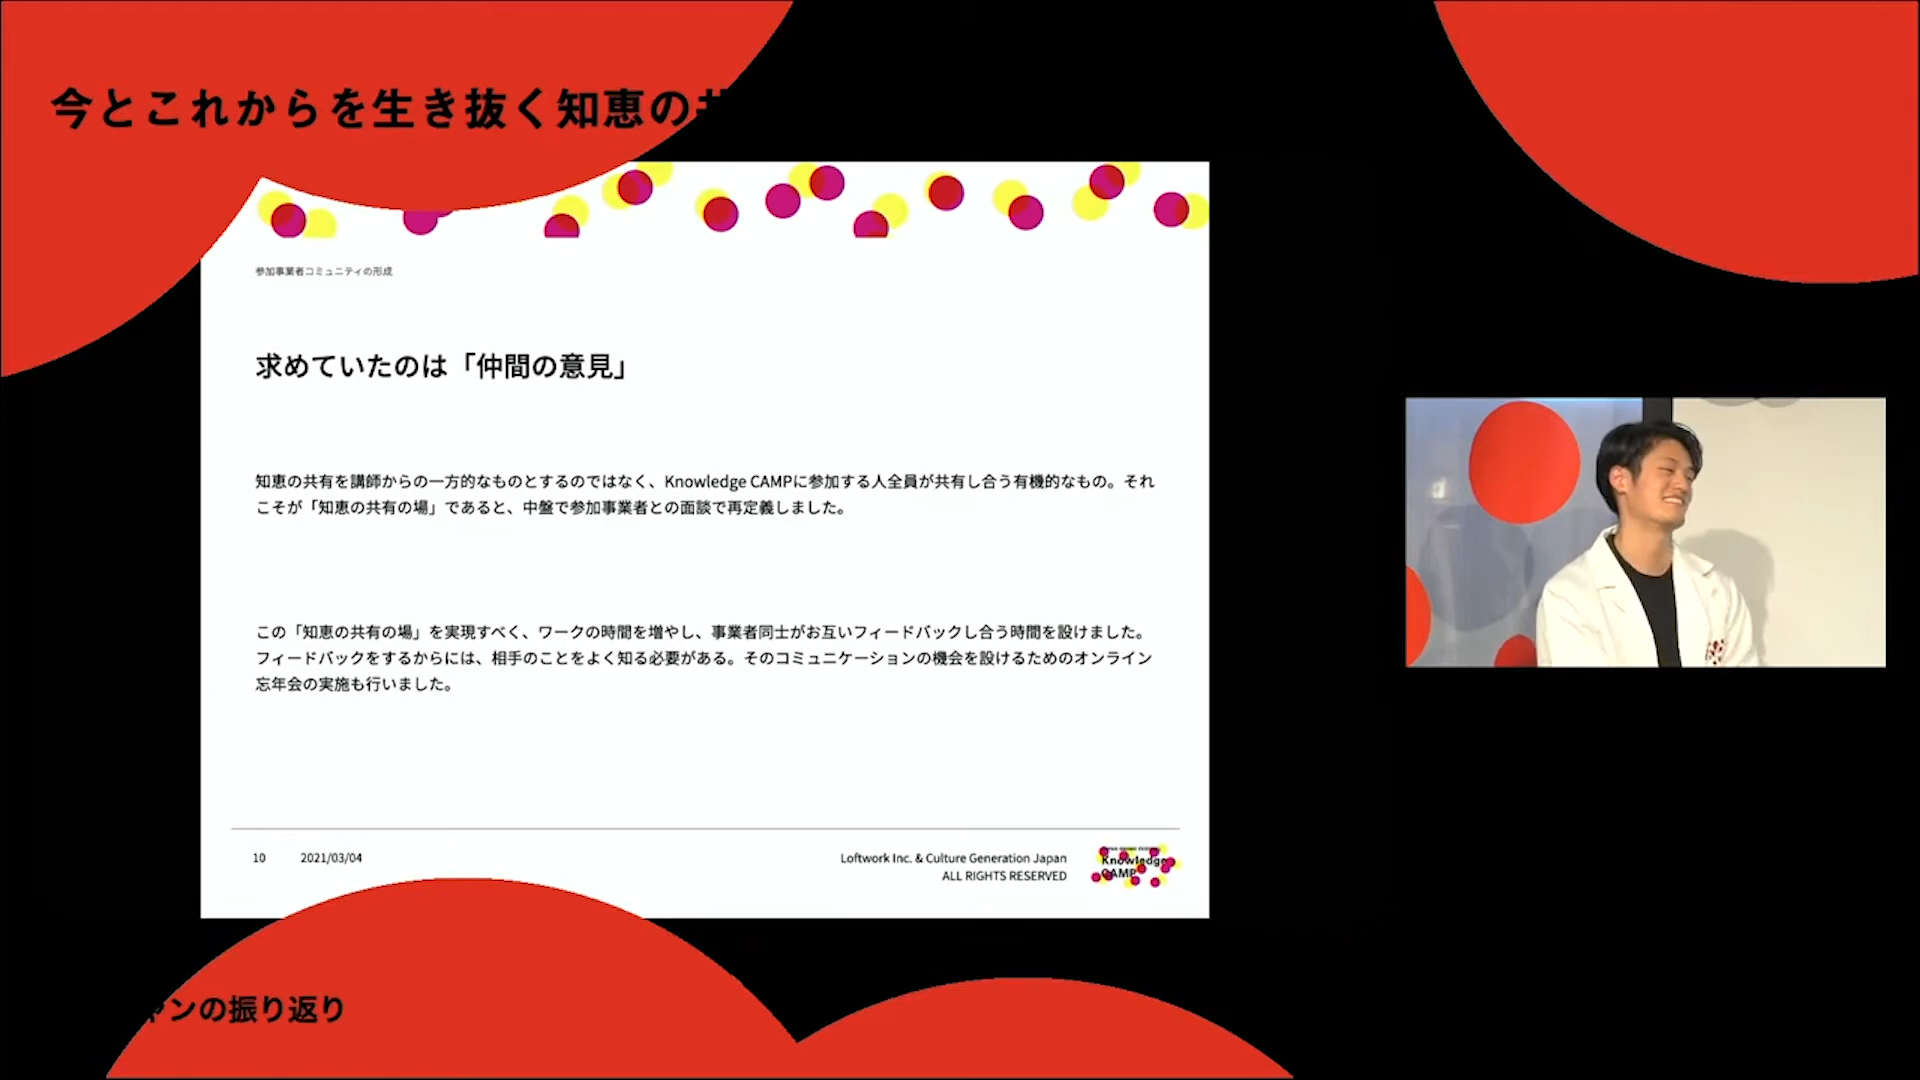 今とこれからを生き抜く知恵の
参加事業者コミュニティの形成
求めていたのは「仲間の意見」
知恵の共有を講師からの一方的なものとするのではなく、Knowledge CAMPに参加する人全員が共有し合う有機的なもの。それ
こそが「知恵の共有の場」であると、中盤で参加事業者との面談で再定義しました。
この「知恵の共有の場」を実現すべく、ワークの時間を増やし、事業者同士がお互いフィードバックし合う時間を設けました。
フィードバックをするからには、相手のことをよく知る必要がある。そのコミュニケーションの機会を設けるためのオンライン
忘年会の実施も行いました。
10 2021/03/04
Loftwork Inc. & Culture Generation Japan
ALL RIGHTS RESERVED
Knowledge
CAMP
ンの振り返り